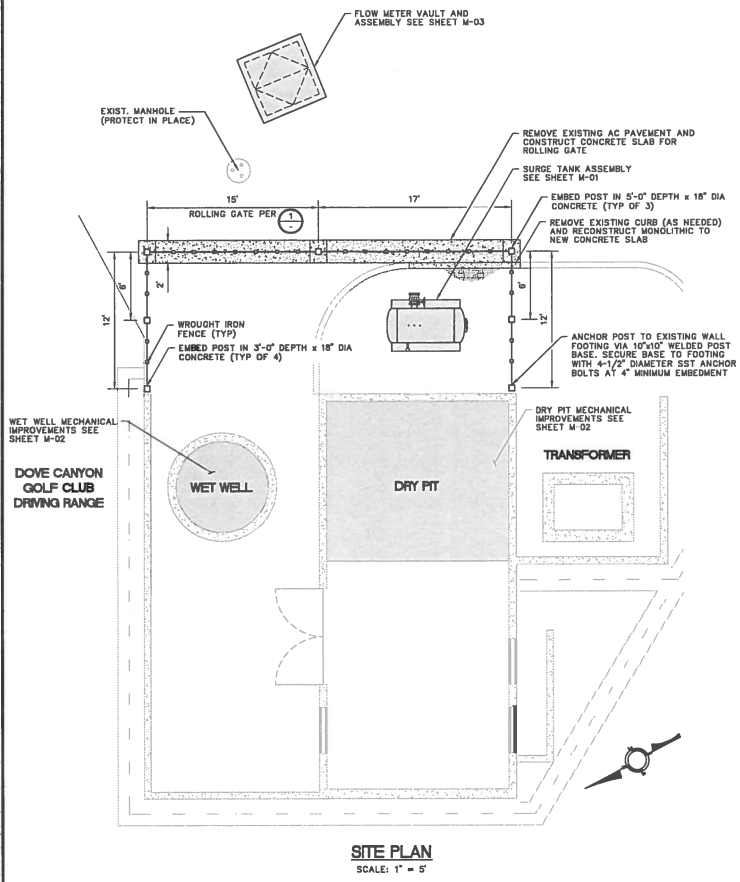 FLOW METER VAULT AND
ASSEMBLY SEE SHEET M-03
EXIST. MANHOLE
(PROTECT IN PLACE)
REMOVE EXISTING AC PAVEMENT AND
CONSTRUCT CONCRETE SLAB FOR
ROLLING GATE
SURGE TANK ASSEMBLY
SEE SHEET M-01
15'
17'
ROLLING GATE PER
1
-
EMBED POST IN 5'-0" DEPTH x 18" DIA
CONCRETE (TYP OF 3)
REMOVE EXISTING CURB (AS NEEDED)
AND RECONSTRUCT MONOLITHIC TO
NEW CONCRETE SLAB
12'
6'
2'
6'
12'
WROUGHT IRON
FENCE (TYP)
EMBED POST IN 3'-0" DEPTH x 18" DIA
CONCRETE (TYP OF 4)
ANCHOR POST TO EXISTING WALL
FOOTING VIA 10"x10" WELDED POST
BASE. SECURE BASE TO FOOTING
WITH 4-1/2" DIAMETER SST ANCHOR
BOLTS AT 4" MINIMUM EMBEDMENT
WET WELL MECHANICAL
IMPROVEMENTS SEE
SHEET M-02
DRY PIT MECHANICAL
IMPROVEMENTS SEE
SHEET M-02
TRANSFORMER
DOVE CANYON
GOLF CLUB
DRIVING RANGE
WET WELL
DRY PIT
SITE PLAN
SCALE: 1" = 5'